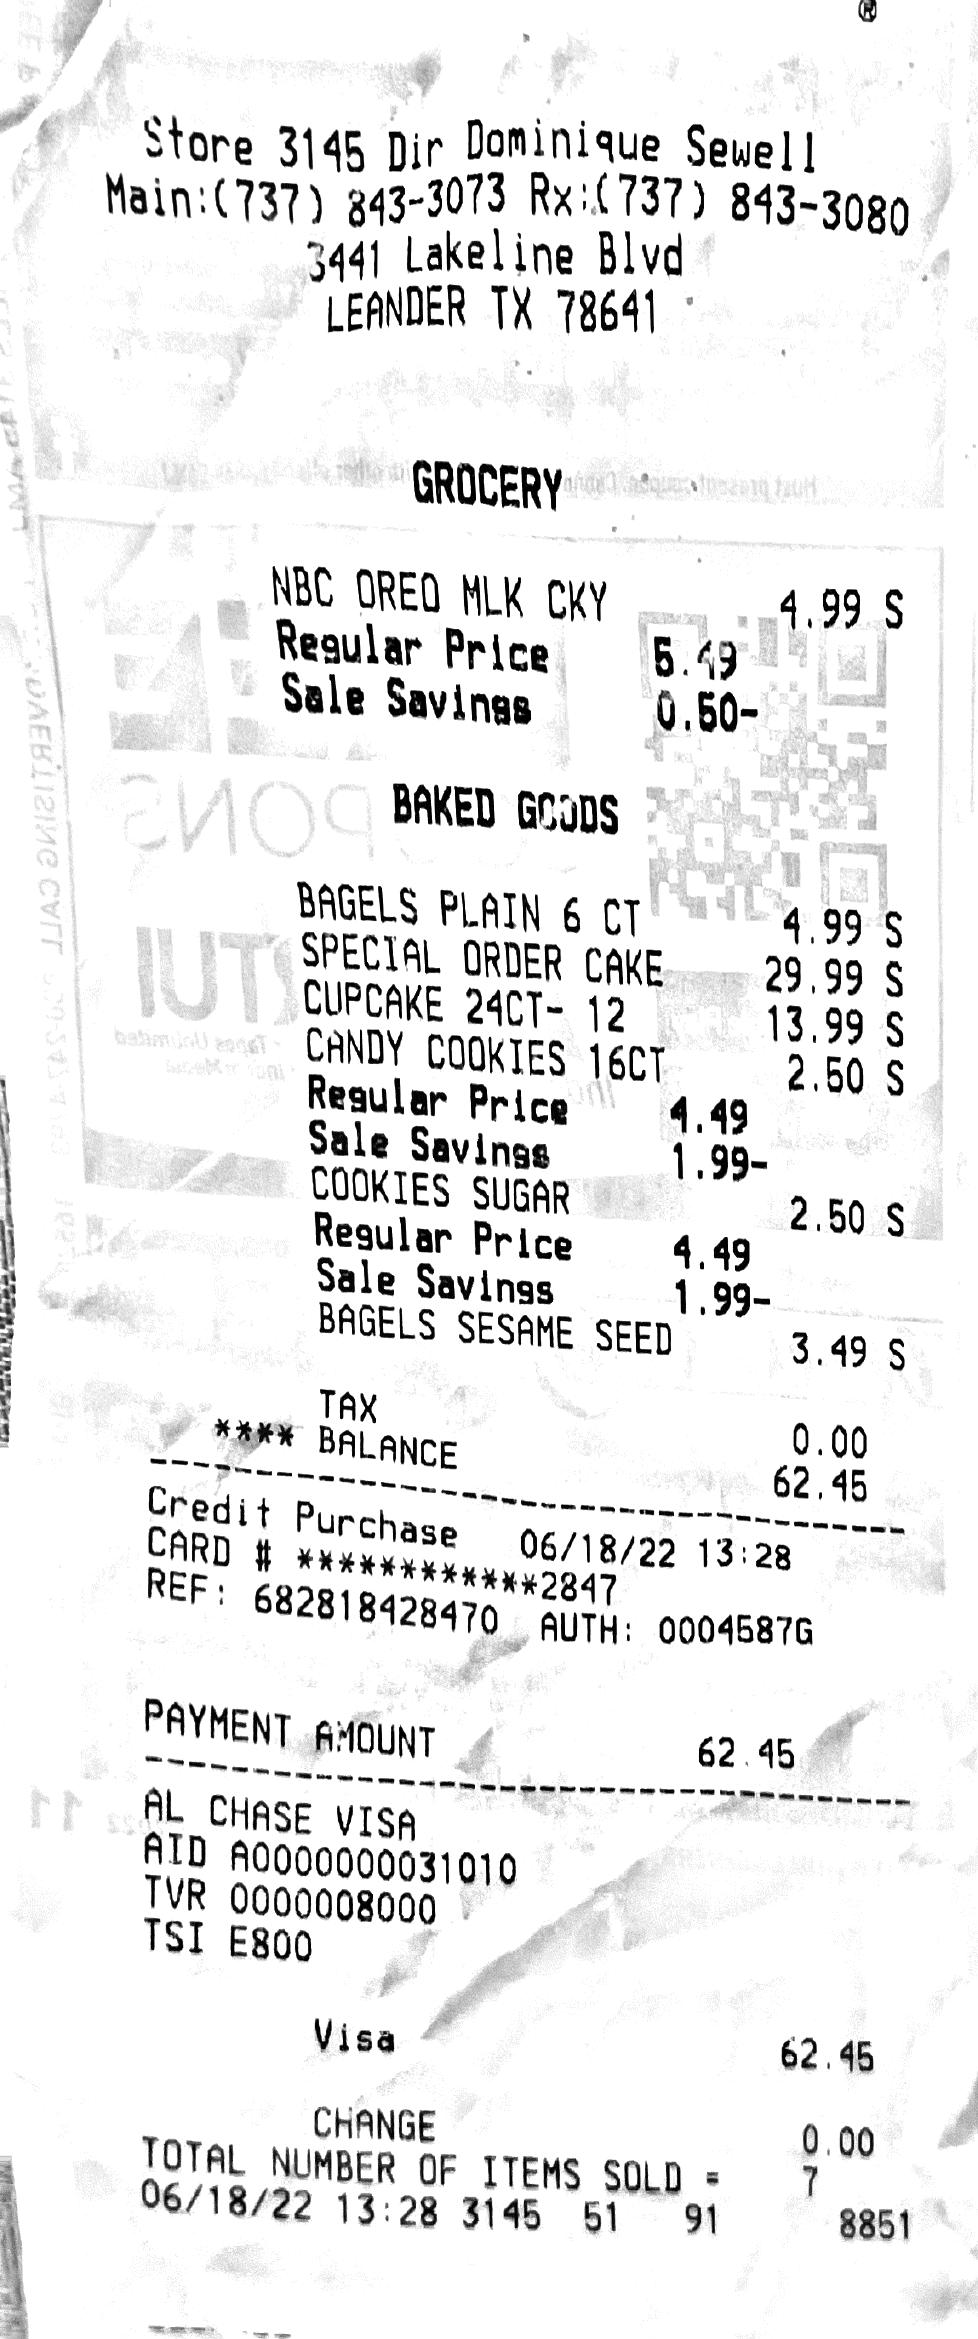 ®
Store 3145 Dir Dominique Sewell
Main:(737) 843-3073 Rx:(737) 843-3080
3441 Lakeline Blvd
LEANDER TX 78641
GROCERY
NBC OREO MLK CKY 4.99 S
Regular Price 5.49
Sale Savings 0.50-
BAKED GOODS
BAGELS PLAIN 6 CT 4.99 S
SPECIAL ORDER CAKE 29.99 S
CUPCAKE 24CT- 12 13.99 S
CANDY COOKIES 16CT 2.50 S
Regular Price 4.49
Sale Savings 1.99-
COOKIES SUGAR 2.50 S
Regular Price 4.49
Sale Savings 1.99-
BAGELS SESAME SEED 3.49 S
TAX 0.00
**** BALANCE 62.45
Credit Purchase 06/18/22 13:28
CARD # ************2847
REF: 682818428470 AUTH: 0004587G
PAYMENT AMOUNT 62.45
AL CHASE VISA
AID A0000000031010
TVR 0000008000
TSI E800
Visa 62.45
CHANGE 0.00
TOTAL NUMBER OF ITEMS SOLD = 7
06/18/22 13:28 3145 51 91 8851